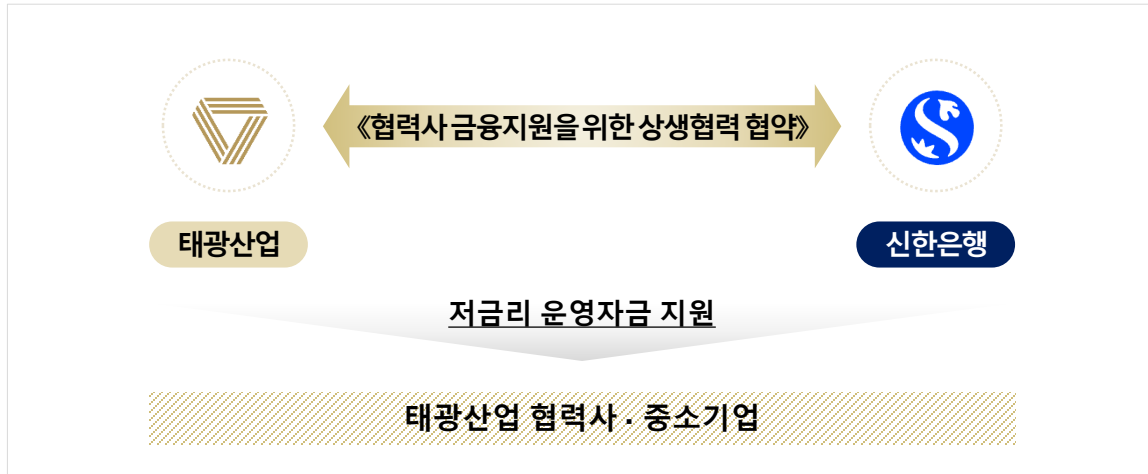 《협력사 금융지원을 위한 상생협력 협약》
태광산업
신한은행
저금리 운영자금 지원
태광산업 협력사 · 중소기업